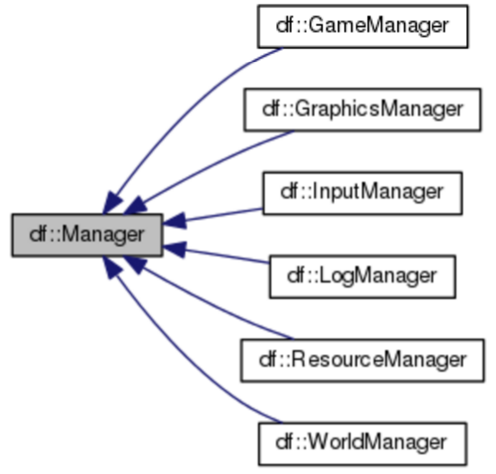 df::GameManager
df::GraphicsManager
df::InputManager
df::Manager
df::LogManager
df::ResourceManager
df::WorldManager